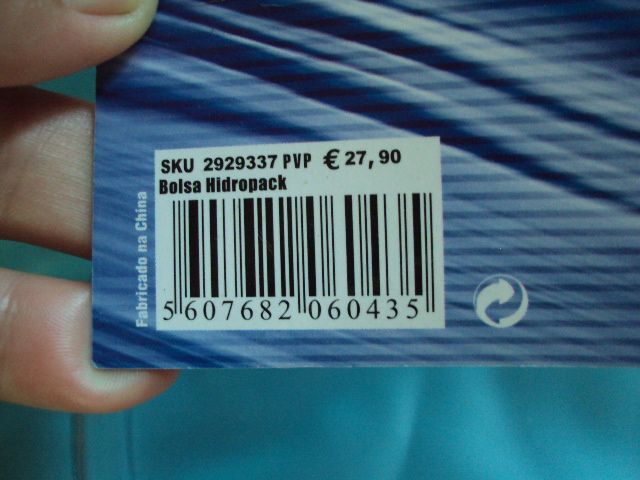 SKU 2929337 PVP € 27,90
Bolsa Hidropack
5 607682 060435
Fabricado na China